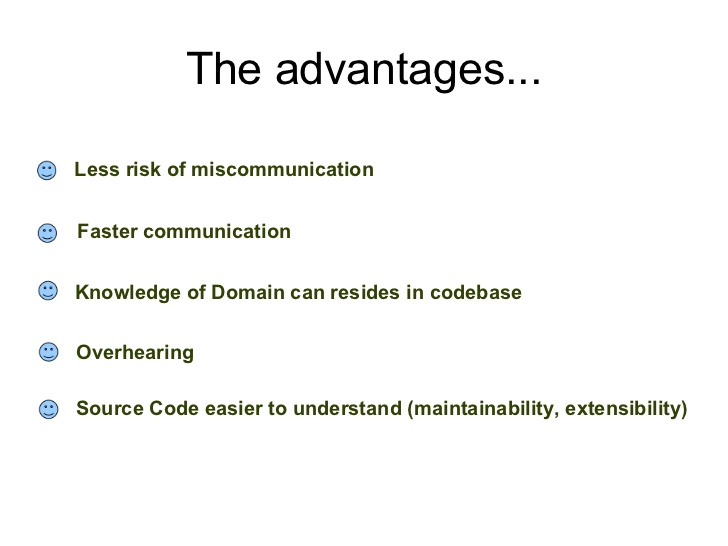 The advantages...
Less risk of miscommunication
Faster communication
Knowledge of Domain can resides in codebase
Overhearing
Source Code easier to understand (maintainability, extensibility)